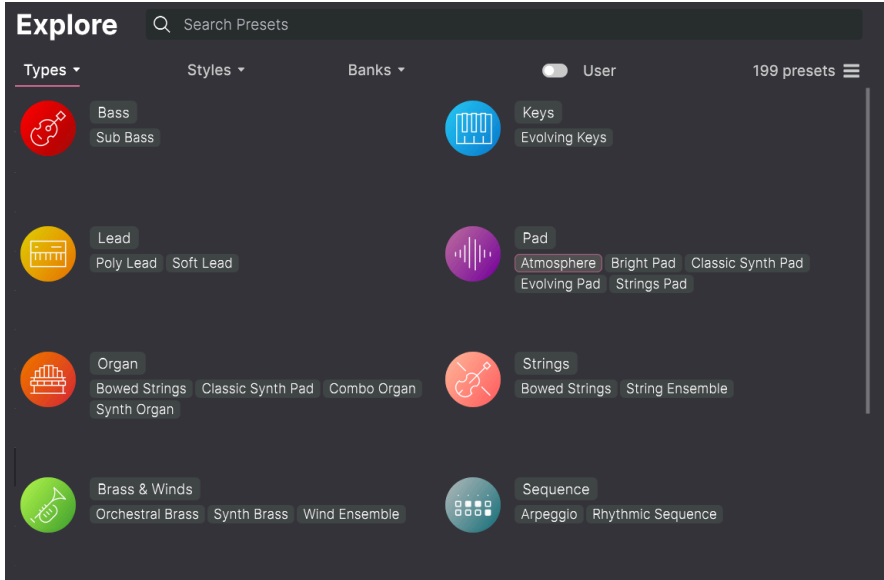 Explore
Search Presets
Types Styles Banks User 199 presets
Bass
Sub Bass
Keys
Evolving Keys
Lead
Poly Lead Soft Lead
Pad
Atmosphere Bright Pad Classic Synth Pad
Evolving Pad Strings Pad
Organ
Bowed Strings Classic Synth Pad Combo Organ
Synth Organ
Strings
Bowed Strings String Ensemble
Brass & Winds
Orchestral Brass Synth Brass Wind Ensemble
Sequence
Arpeggio Rhythmic Sequence